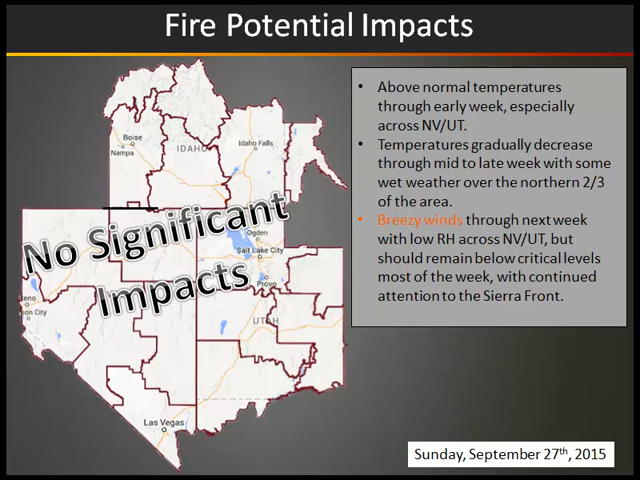 Fire Potential Impacts
• Above normal temperatures
through early week, especially
across NV/UT.
• Temperatures gradually decrease
through mid to late week with some
wet weather over the northern 2/3
of the area.
• Breezy winds through next week
with low RH across NV/UT, but
should remain below critical levels
most of the week, with continued
attention to the Sierra Front.
Boise
Nampa
IDAHO
Idaho Falls
No Significant
Impacts
Ogden
Salt Lake City
Provo
eno
son City
UTAH
Las Vegas
Sunday, September 27th, 2015